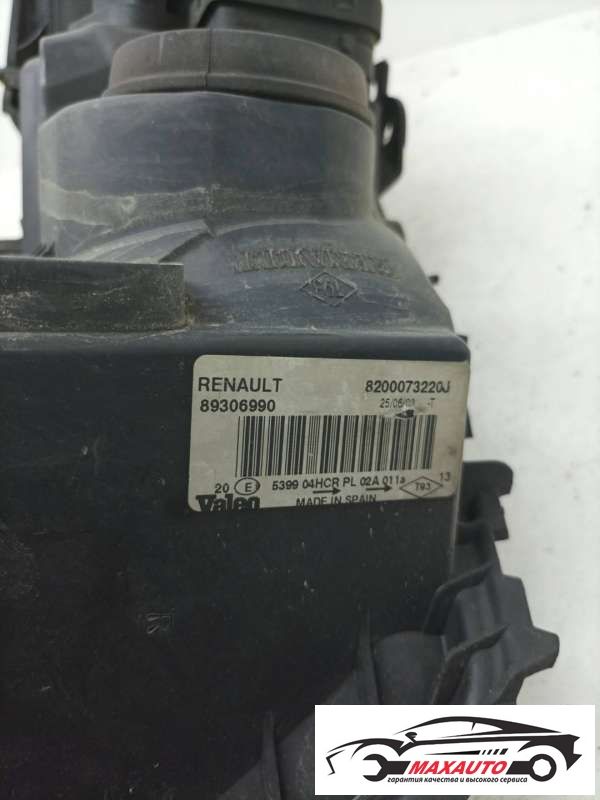 RENAULT 8200073220J
89306990 25/06/03 -T
20 E 5399 04HCR PL 02A 011a 793 13
Valeo MADE IN SPAIN
MAXAUTO
гарантия качества и высокого сервиса